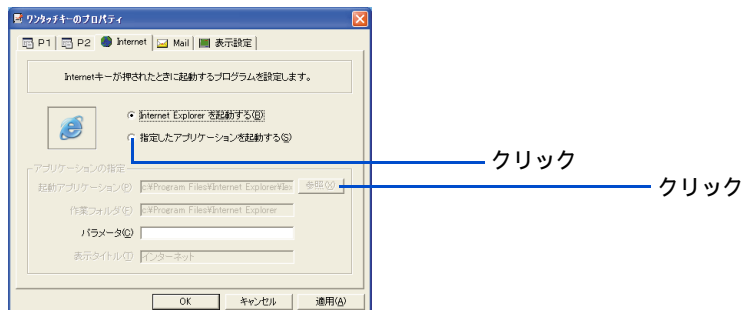 ワンタッチキーのプロパティ
P1 P2 Internet Mail 表示設定
Internetキーが押されたときに起動するプログラムを設定します。
Internet Explorer を起動する(B)
指定したアプリケーションを起動する(S)
クリック
アプリケーションの指定
起動アプリケーション(P) c:¥Program Files¥Internet Explorer¥Iex 参照(W)
クリック
作業フォルダ(F) c:¥Program Files¥Internet Explorer
パラメータ(C)
表示タイトル(T) インターネット
OK キャンセル 適用(A)